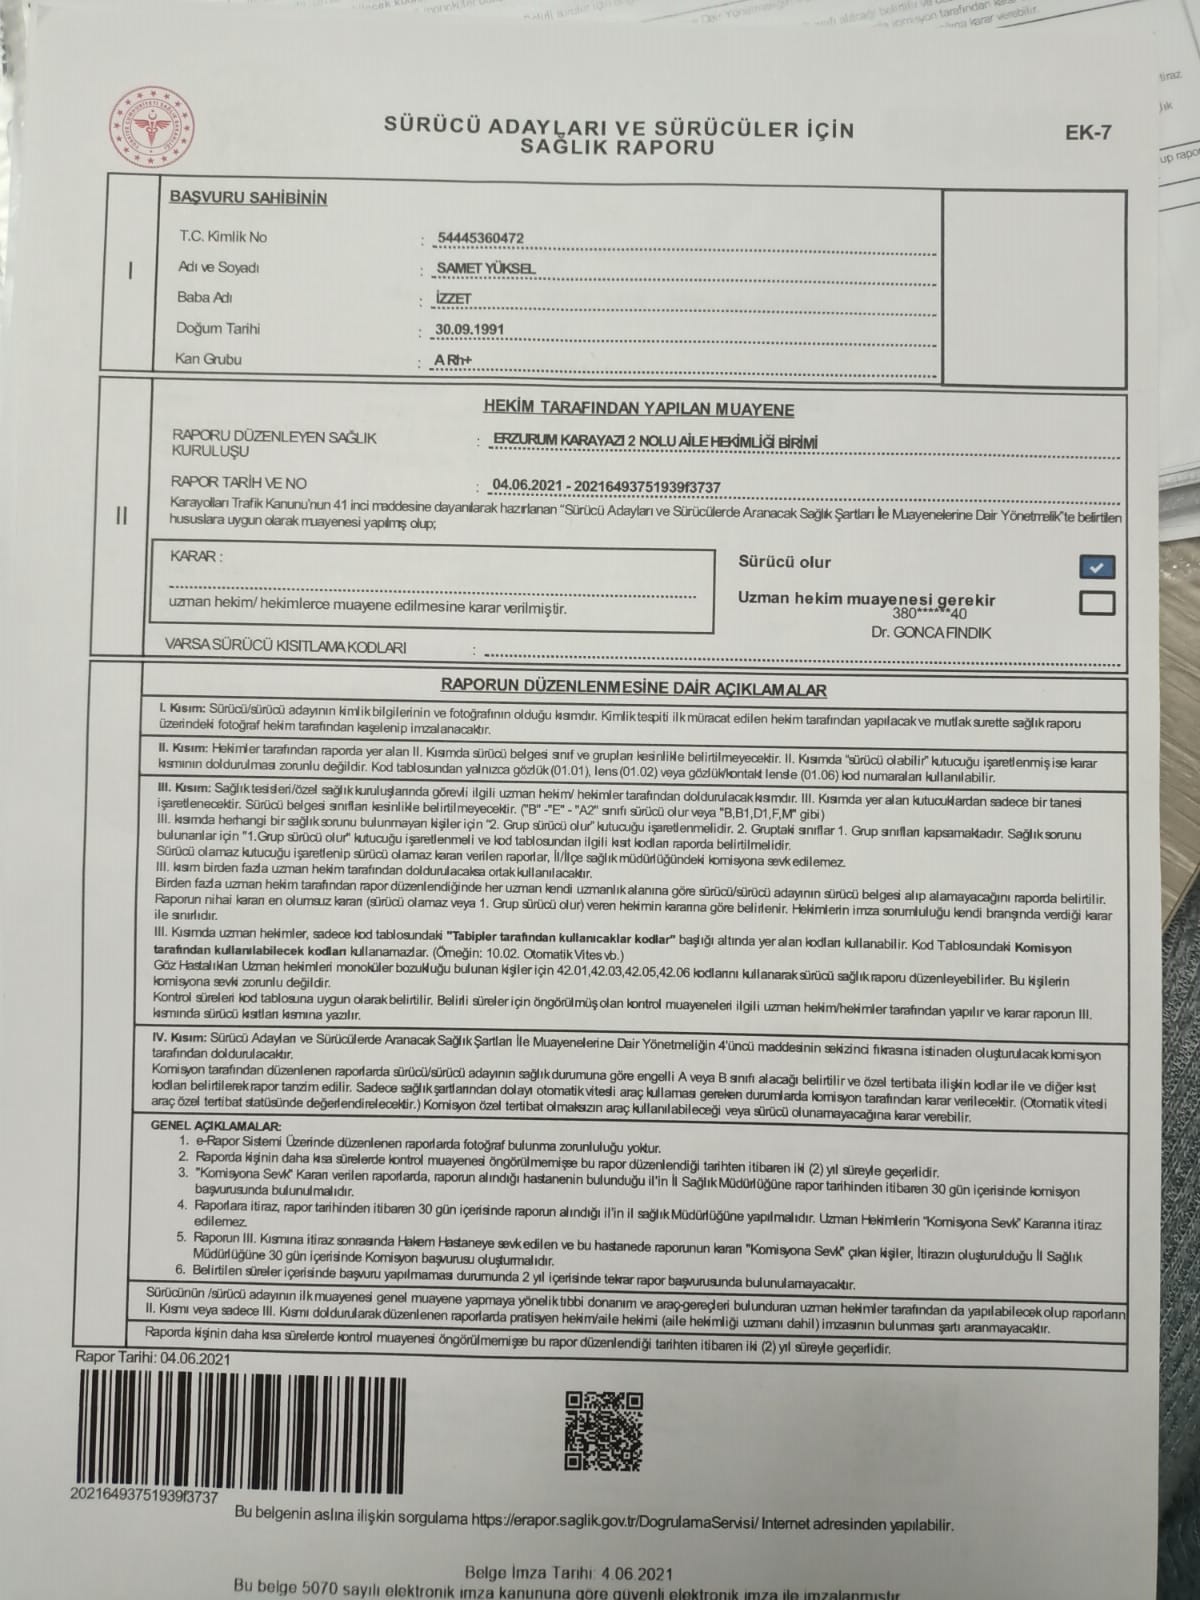 SÜRÜCÜ ADAYLARI VE SÜRÜCÜLER İÇİN
SAĞLIK RAPORU
EK-7
I
BAŞVURU SAHİBİNİN
T.C. Kimlik No : 54445360472
Adı ve Soyadı : SAMET YÜKSEL
Baba Adı : İZZET
Doğum Tarihi : 30.09.1991
Kan Grubu : A Rh+
II
HEKİM TARAFINDAN YAPILAN MUAYENE
RAPORU DÜZENLEYEN SAĞLIK
KURULUŞU : ERZURUM KARAYAZI 2 NOLU AİLE HEKİMLİĞİ BİRİMİ
RAPOR TARİH VE NO : 04.06.2021 - 20216493751939f3737
Karayolları Trafik Kanunu'nun 41 inci maddesine dayanılarak hazırlanan "Sürücü Adayları ve Sürücülerde Aranacak Sağlık Şartları İle Muayenelerine Dair Yönetmelik"te belirtilen
hususlara uygun olarak muayenesi yapılmış olup;
KARAR :
uzman hekim/ hekimlerce muayene edilmesine karar verilmiştir.
Sürücü olur
Uzman hekim muayenesi gerekir
380******40
Dr. GONCA FINDIK
VARSA SÜRÜCÜ KISITLAMA KODLARI :
RAPORUN DÜZENLENMESİNE DAİR AÇIKLAMALAR
I. Kısım: Sürücü/sürücü adayının kimlik bilgilerinin ve fotoğrafının olduğu kısımdır. Kimlik tespiti ilk müracat edilen hekim tarafından yapılacak ve mutlak surette sağlık raporu
üzerindeki fotoğraf hekim tarafından kaşelenip imzalanacaktır.
II. Kısım: Hekimler tarafından raporda yer alan II. Kısımda sürücü belgesi sınıf ve grupları kesinlikle belirtilmeyecektir. II. Kısımda "sürücü olabilir" kutucuğu işaretlenmiş ise karar
kısmının doldurulması zorunlu değildir. Kod tablosundan yalnızca gözlük (01.01), lens (01.02) veya gözlük/kontakt lensle (01.06) kod numaraları kullanılabilir.
III. Kısım: Sağlık tesisleri/özel sağlık kuruluşlarında görevli ilgili uzman hekim/ hekimler tarafından doldurulacak kısımdır. III. Kısımda yer alan kutucuklardan sadece bir tanesi
işaretlenecektir. Sürücü belgesi sınıfları kesinlikle belirtilmeyecektir. ("B" -"E" - "A2" sınıfı sürücü olur veya "B,B1,D1,F,M" gibi)
III. kısımda herhangi bir sağlık sorunu bulunmayan kişiler için "2. Grup sürücü olur" kutucuğu işaretlenmelidir. 2. Gruptaki sınıflar 1. Grup sınıfları kapsamaktadır. Sağlık sorunu
bulunanlar için "1.Grup sürücü olur" kutucuğu işaretlenmeli ve kod tablosundan ilgili kısıt kodları raporda belirtilmelidir.
Sürücü olamaz kutucuğu işaretlenip sürücü olamaz kararı verilen raporlar, İl/İlçe sağlık müdürlüğündeki komisyona sevk edilemez.
III. kısım birden fazla uzman hekim tarafından doldurulacaksa ortak kullanılacaktır.
Birden fazla uzman hekim tarafından rapor düzenlendiğinde her uzman kendi uzmanlık alanına göre sürücü/sürücü adayının sürücü belgesi alıp alamayacağını raporda belirtilir.
Raporun nihai kararı en olumsuz kararı (sürücü olamaz veya 1. Grup sürücü olur) veren hekimin kararına göre belirlenir. Hekimlerin imza sorumluluğu kendi branşında verdiği karar
ile sınırlıdır.
III. Kısımda uzman hekimler, sadece kod tablosundaki "Tabipler tarafından kullanıcaklar kodlar" başlığı altında yer alan kodları kullanabilir. Kod Tablosundaki Komisyon
tarafından kullanılabilecek kodları kullanamazlar. (Örneğin: 10.02. Otomatik Vites vb.)
Göz Hastalıkları Uzman hekimleri monoküler bozukluğu bulunan kişiler için 42.01,42.03,42.05,42.06 kodlarını kullanarak sürücü sağlık raporu düzenleyebilirler. Bu kişilerin
komisyona sevki zorunlu değildir.
Kontrol süreleri kod tablosuna uygun olarak belirtilir. Belirli süreler için öngörülmüş olan kontrol muayeneleri ilgili uzman hekim/hekimler tarafından yapılır ve karar raporun III.
kısmında sürücü kısıtları kısmına yazılır.
IV. Kısım: Sürücü Adayları ve Sürücülerde Aranacak Sağlık Şartları İle Muayenelerine Dair Yönetmeliğin 4'üncü maddesinin sekizinci fıkrasına istinaden oluşturulacak komisyon
tarafından doldurulacaktır.
Komisyon tarafından düzenlenen raporlarda sürücü/sürücü adayının sağlık durumuna göre engelli A veya B sınıfı alacağı belirtilir ve özel tertibata ilişkin kodlar ile ve diğer kısıt
kodları belirtilerek rapor tanzim edilir. Sadece sağlık şartlarından dolayı otomatik vitesli araç kullaması gereken durumlarda komisyon tarafından karar verilecektir. (Otomatik vitesli
araç özel tertibat statüsünde değerlendirelecektir.) Komisyon özel tertibat olmaksızın araç kullanılabileceği veya sürücü olunamayacağına karar verebilir.
GENEL AÇIKLAMALAR:
1. e-Rapor Sistemi Üzerinde düzenlenen raporlarda fotoğraf bulunma zorunluluğu yoktur.
2. Raporda kişinin daha kısa sürelerde kontrol muayenesi öngörülmemişse bu rapor düzenlendiği tarihten itibaren iki (2) yıl süreyle geçerlidir.
3. "Komisyona Sevk" Kararı verilen raporlarda, raporun alındığı hastanenin bulunduğu il'in İl Sağlık Müdürlüğüne rapor tarihinden itibaren 30 gün içerisinde komisyon
başvurusunda bulunulmalıdır.
4. Raporlara itiraz, rapor tarihinden itibaren 30 gün içerisinde raporun alındığı il'in il sağlık Müdürlüğüne yapılmalıdır. Uzman Hekimlerin "Komisyona Sevk" Kararına itiraz
edilemez.
5. Raporun III. Kısmına itiraz sonrasında Hakem Hastaneye sevk edilen ve bu hastanede raporunun kararı "Komisyona Sevk" çıkan kişiler, İtirazın oluşturulduğu İl Sağlık
Müdürlüğüne 30 gün içerisinde Komisyon başvurusu oluşturmalıdır.
6. Belirtilen süreler içerisinde başvuru yapılmaması durumunda 2 yıl içerisinde tekrar rapor başvurusunda bulunulamayacaktır.
Sürücünün /sürücü adayının ilk muayenesi genel muayene yapmaya yönelik tıbbi donanım ve araç-gereçleri bulunduran uzman hekimler tarafından da yapılabilecek olup raporların
II. Kısmı veya sadece III. Kısmı doldurularak düzenlenen raporlarda pratisyen hekim/aile hekimi (aile hekimliği uzmanı dahil) imzasının bulunması şartı aranmayacaktır.
Raporda kişinin daha kısa sürelerde kontrol muayenesi öngörülmemişse bu rapor düzenlendiği tarihten itibaren iki (2) yıl süreyle geçerlidir.
Rapor Tarihi: 04.06.2021
20216493751939f3737
Bu belgenin aslına ilişkin sorgulama https://erapor.saglik.gov.tr/DogrulamaServisi/ Internet adresinden yapılabilir.
Belge İmza Tarihi: 4.06.2021
Bu belge 5070 sayılı elektronik imza kanununa göre güvenli elektronik imza ile imzalanmıştır